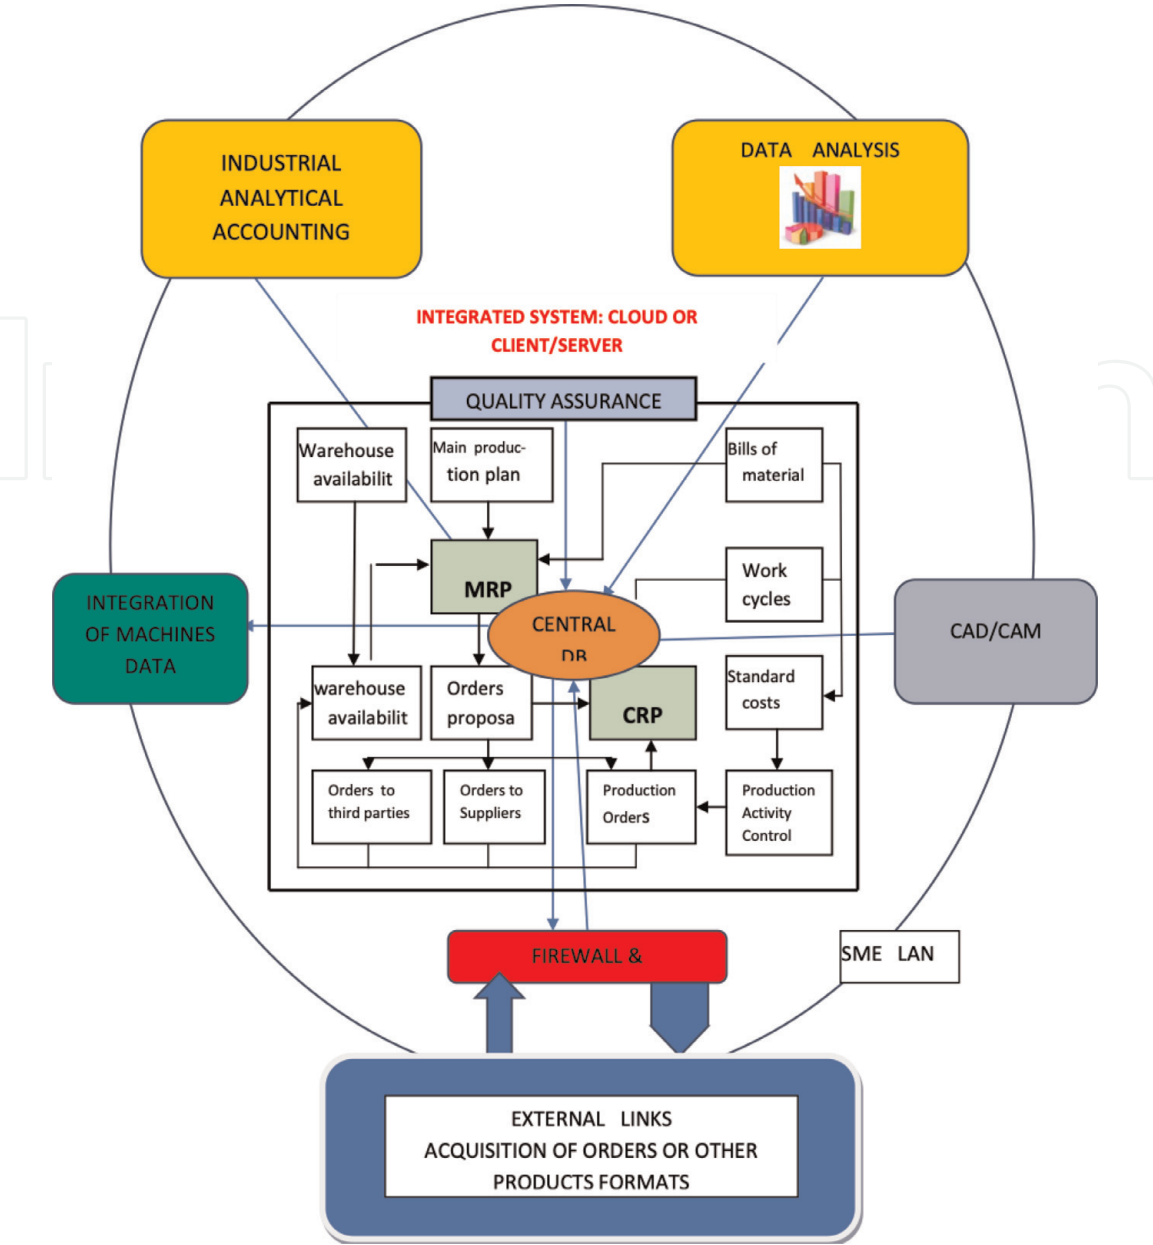 INDUSTRIAL
ANALYTICAL
ACCOUNTING
DATA ANALYSIS
INTEGRATED SYSTEM: CLOUD OR
CLIENT/SERVER
QUALITY ASSURANCE
Warehouse
availabilit
Main produc-
tion plan
Bills of
material
MRP
Work
cycles
INTEGRATION
OF MACHINES
DATA
CENTRAL
DB
CAD/CAM
warehouse
availabilit
Orders
proposa
CRP
Standard
costs
Orders to
third parties
Orders to
Suppliers
Production
Orders
Production
Activity
Control
FIREWALL &
SME LAN
EXTERNAL LINKS
ACQUISITION OF ORDERS OR OTHER
PRODUCTS FORMATS